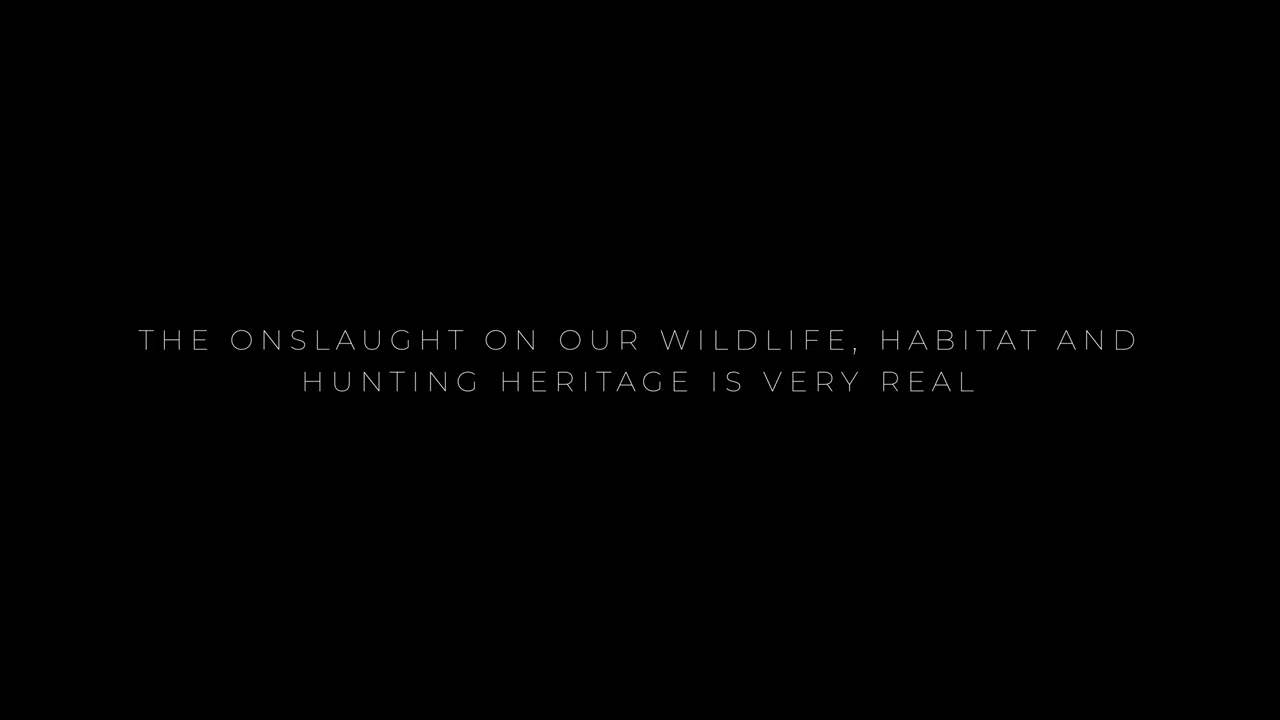 THE ONSLAUGHT ON OUR WILDLIFE, HABITAT AND
HUNTING HERITAGE IS VERY REAL